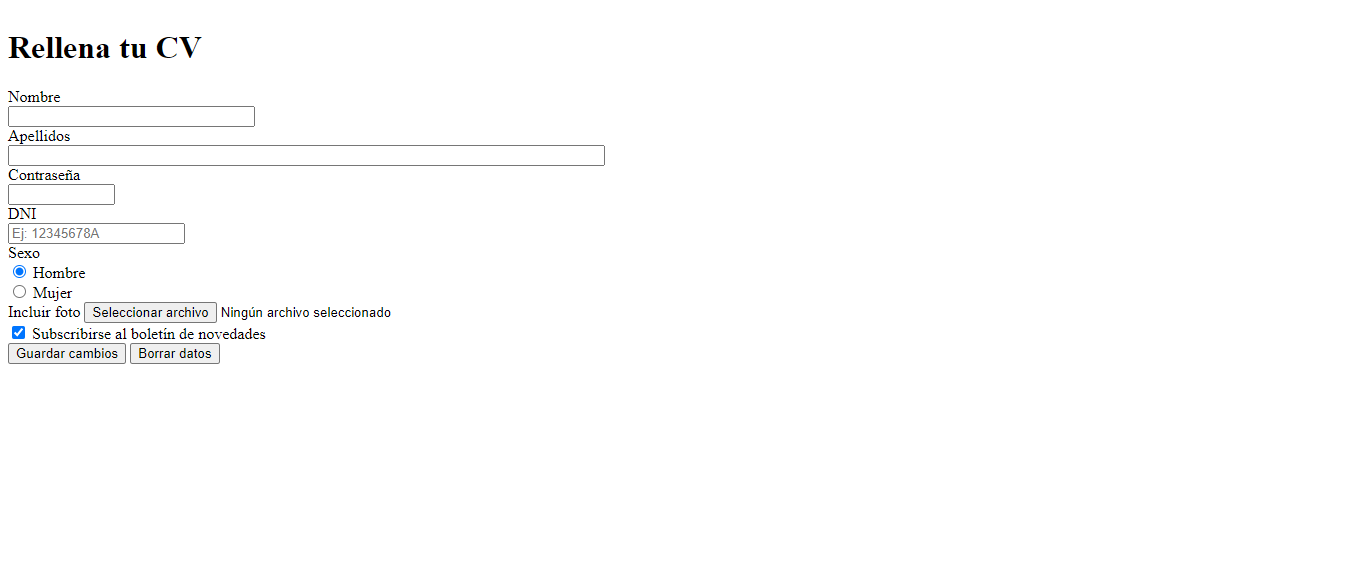 Rellena tu CV
Nombre
Apellidos
Contraseña
DNI
Ej: 12345678A
Sexo
Hombre
Mujer
Incluir foto Seleccionar archivo Ningún archivo seleccionado
Subscribirse al boletín de novedades
Guardar cambios Borrar datos